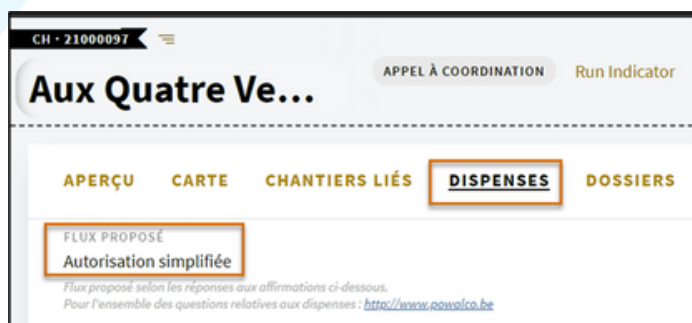 CH · 21000097
Aux Quatre Ve...
APPEL À COORDINATION
Run Indicator
APERÇU CARTE CHANTIERS LIÉS DISPENSES DOSSIERS
FLUX PROPOSÉ
Autorisation simplifiée
Flux proposé selon les réponses aux affirmations ci-dessous.
Pour l'ensemble des questions relatives aux dispenses : http://www.powalco.be